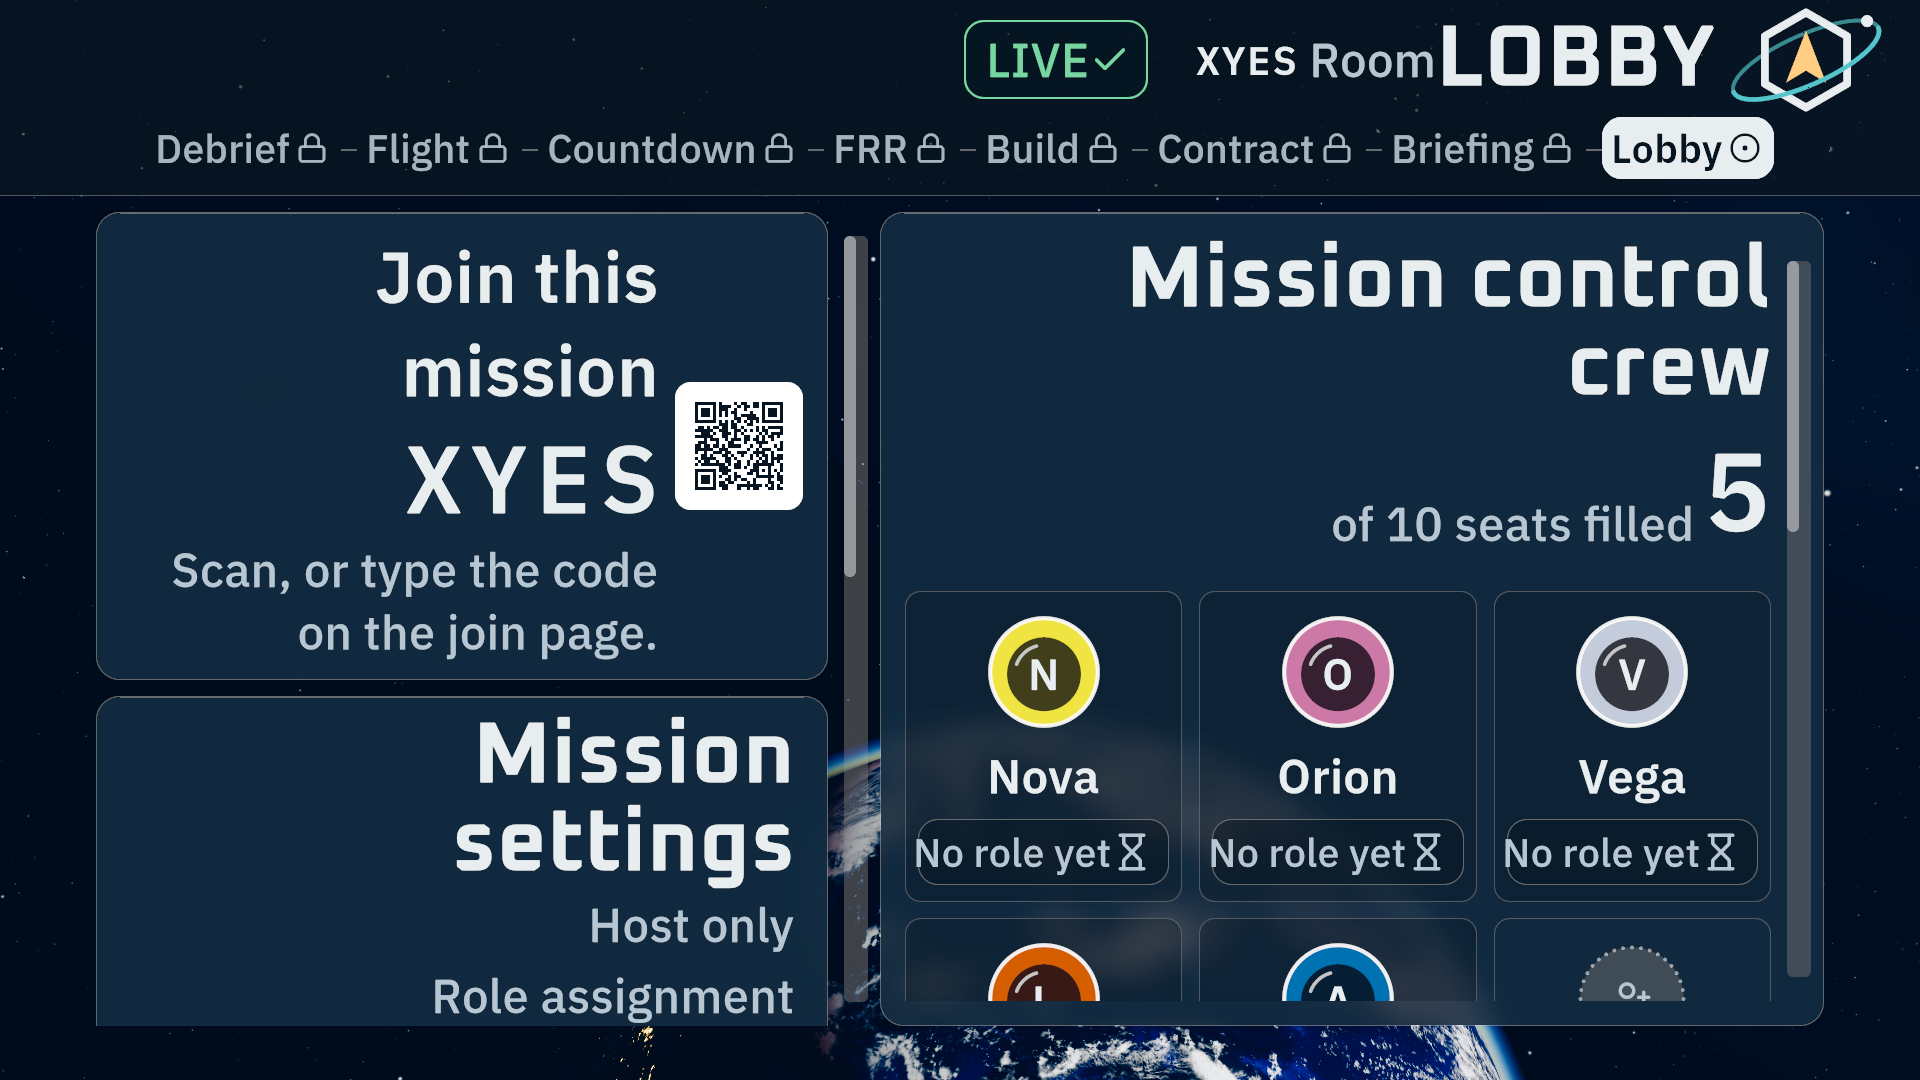 LIVE
XYES Room
LOBBY
Debrief – Flight – Countdown – FRR – Build – Contract – Briefing – Lobby
Join this
mission
XYES
Scan, or type the code
on the join page.
Mission
settings
Host only
Role assignment
Mission control
crew
5
of 10 seats filled
N
Nova
No role yet
O
Orion
No role yet
V
Vega
No role yet
A